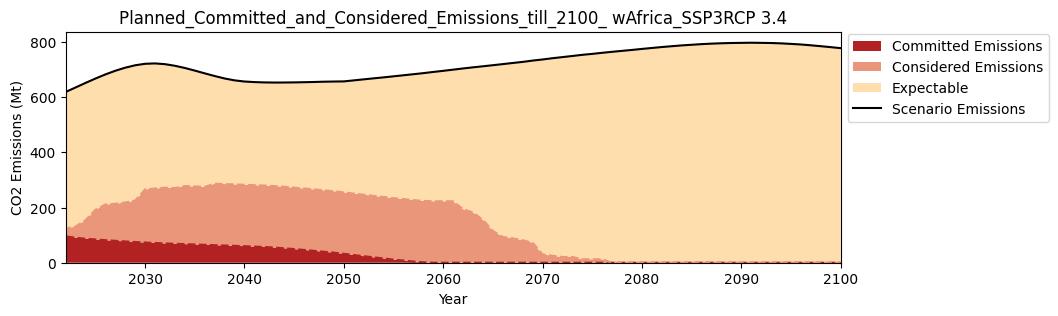 Planned_Committed_and_Considered_Emissions_till_2100_ wAfrica_SSP3RCP 3.4
CO2 Emissions (Mt)
800
600
400
200
0
2030 2040 2050 2060 2070 2080 2090 2100
Year
Committed Emissions
Considered Emissions
Expectable
Scenario Emissions